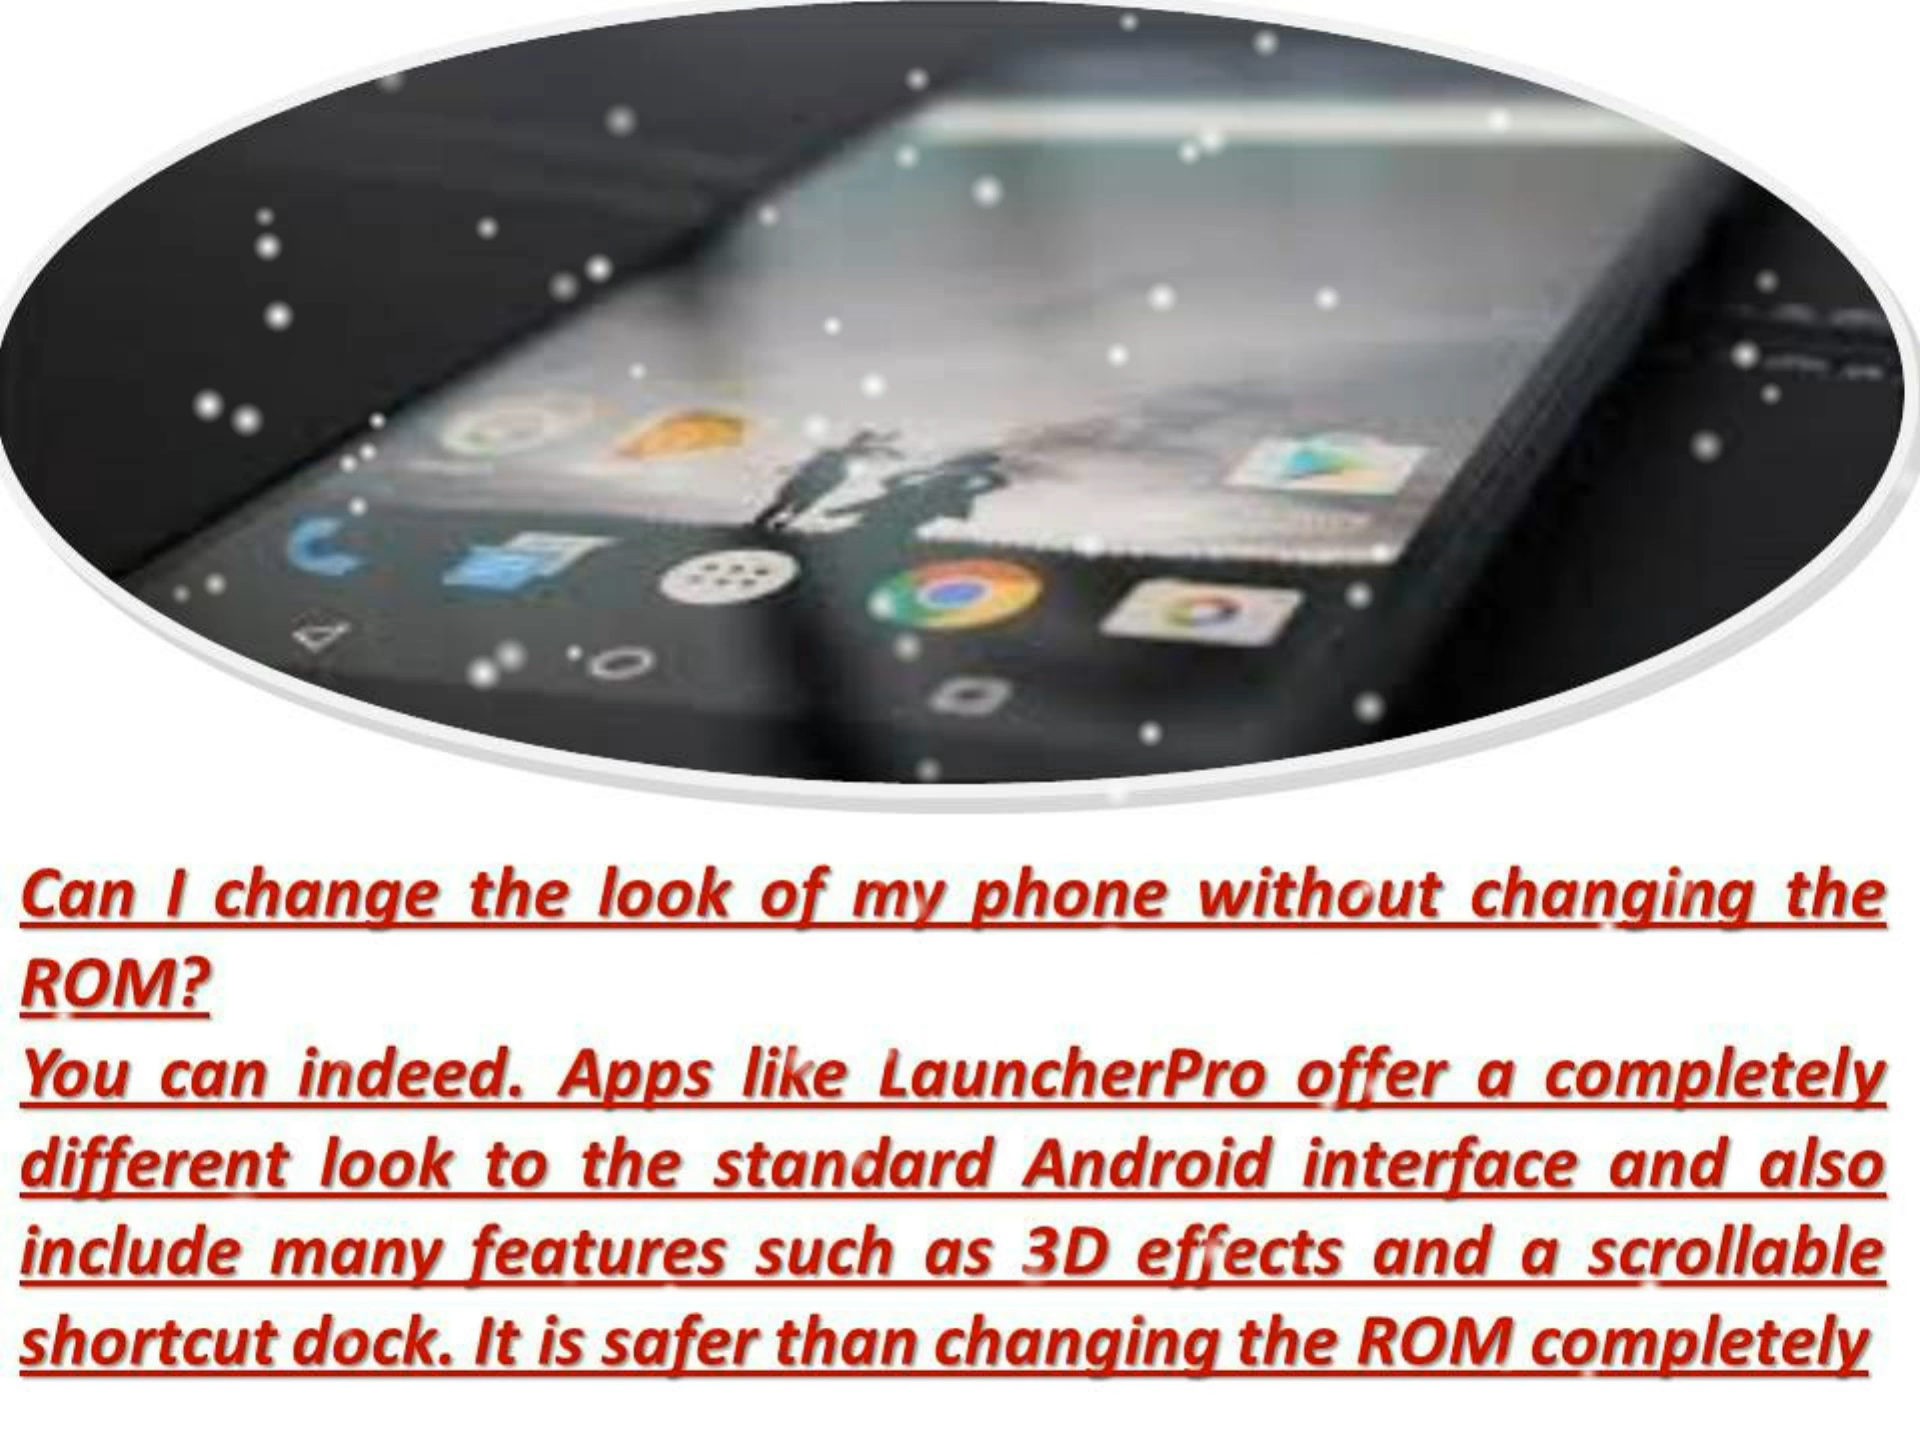 Can I change the look of my phone without changing the
ROM?
You can indeed. Apps like LauncherPro offer a completely
different look to the standard Android interface and also
include many features such as 3D effects and a scrollable
shortcut dock. It is safer than changing the ROM completely